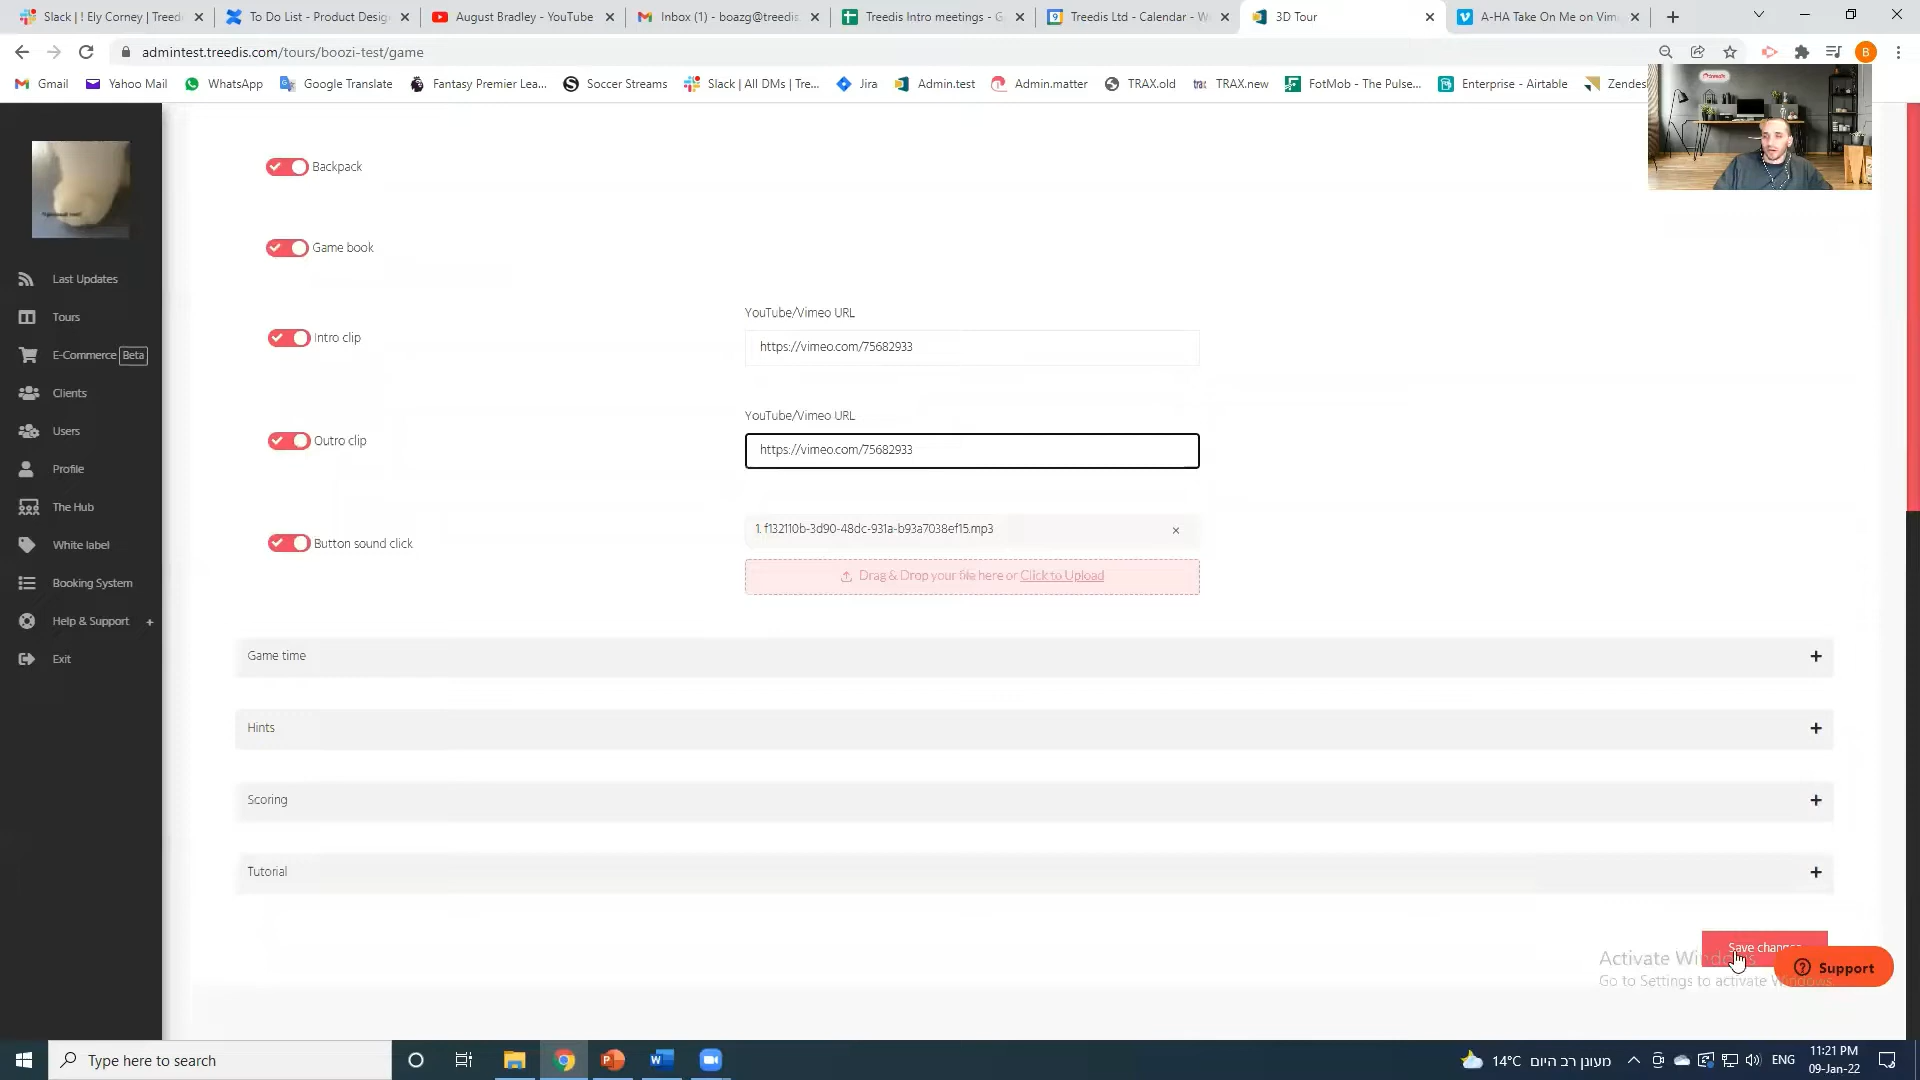 Slack | ! Ely Corney | Treed
To Do List - Product Desig
August Bradley - YouTube
Inbox (1) - boazg@treedis
Treedis Intro meetings - G
Treedis Ltd - Calendar - W
3D Tour
A-HA Take On Me on Vim
admintest.treedis.com/tours/boozi-test/game
B
Gmail
Yahoo Mail
WhatsApp
Google Translate
Fantasy Premier Lea...
Soccer Streams
Slack | All DMs | Tre...
Jira
Admin.test
Admin.matter
TRAX.old
TRAX.new
FotMob - The Pulse...
Enterprise - Airtable
Zendes
Last Updates
Tours
E-Commerce Beta
Clients
Users
Profile
The Hub
White label
Booking System
Help & Support +
Exit
Backpack
Game book
Intro clip
YouTube/Vimeo URL
https://vimeo.com/75682933
Outro clip
YouTube/Vimeo URL
https://vimeo.com/75682933
Button sound click
1. f132110b-3d90-48dc-931a-b93a7038ef15.mp3
Drag & Drop your file here or Click to Upload
Game time
Hints
Scoring
Tutorial
Save changes
Activate Windows
Go to Settings to activate Windows.
Support
Type here to search
14°C מעונן רב היום
ENG
11:21 PM
09-Jan-22